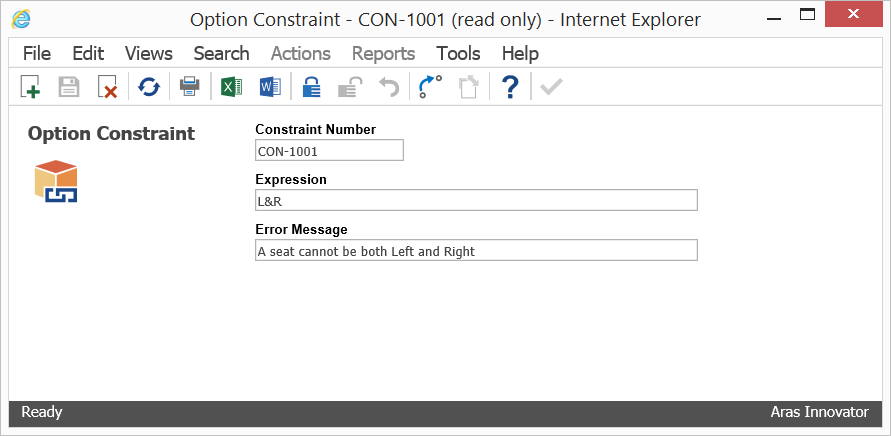 Option Constraint - CON-1001 (read only) - Internet Explorer
File Edit Views Search Actions Reports Tools Help
Option Constraint
Constraint Number
CON-1001
Expression
L&R
Error Message
A seat cannot be both Left and Right
Ready Aras Innovator